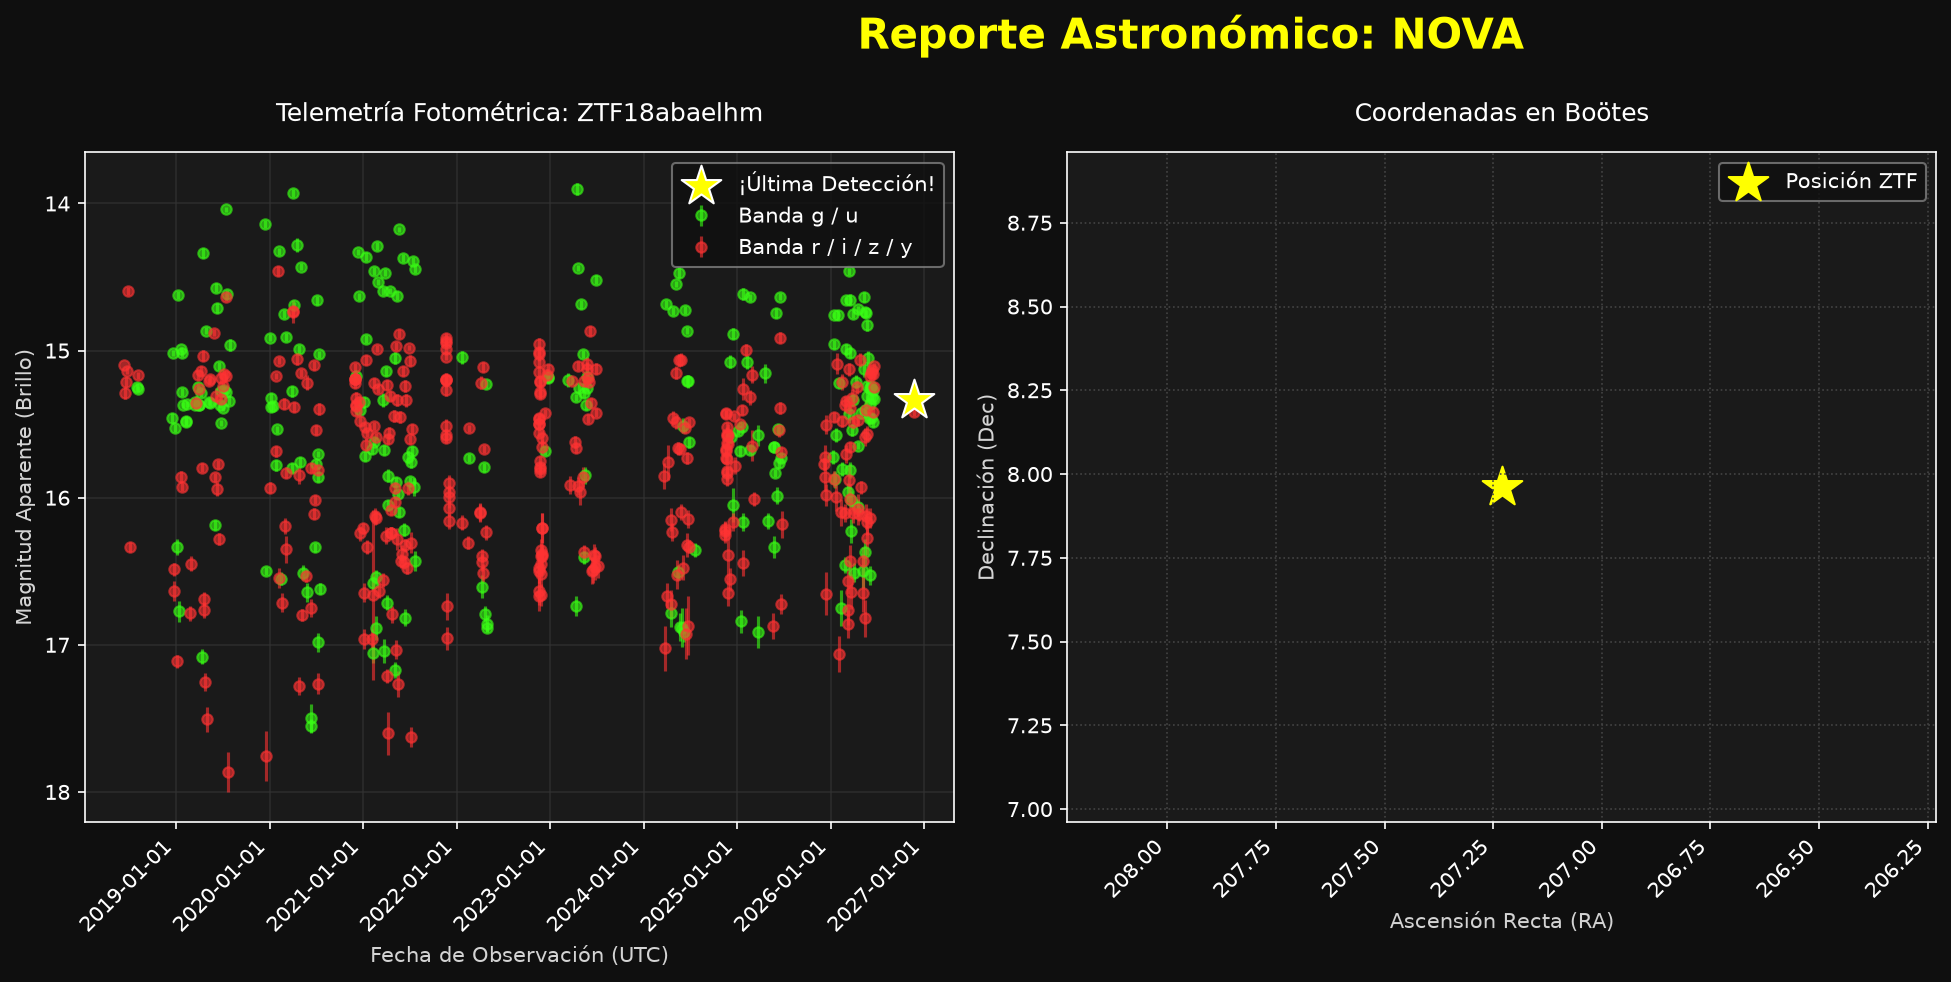 Reporte Astronómico: NOVA
Telemetría Fotométrica: ZTF18abaelhm
¡Última Detección!
Banda g / u
Banda r / i / z / y
Magnitud Aparente (Brillo)
14
15
16
17
18
2019-01-01
2020-01-01
2021-01-01
2022-01-01
2023-01-01
2024-01-01
2025-01-01
2026-01-01
2027-01-01
Fecha de Observación (UTC)
Coordenadas en Boötes
Posición ZTF
Declinación (Dec)
8.75
8.50
8.25
8.00
7.75
7.50
7.25
7.00
208.00
207.75
207.50
207.25
207.00
206.75
206.50
206.25
Ascensión Recta (RA)